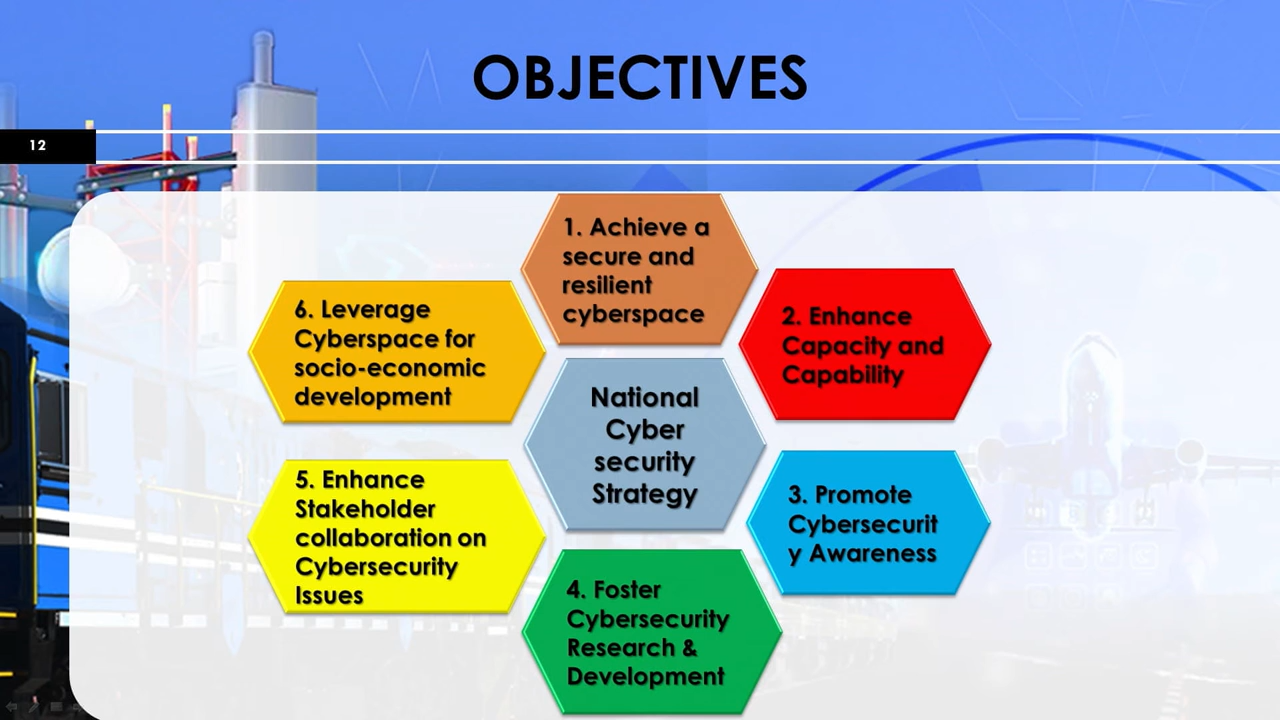 OBJECTIVES
12
1. Achieve a
secure and
resilient
cyberspace
2. Enhance
Capacity and
Capability
3. Promote
Cybersecurit
y Awareness
4. Foster
Cybersecurity
Research &
Development
5. Enhance
Stakeholder
collaboration on
Cybersecurity
Issues
6. Leverage
Cyberspace for
socio-economic
development
National
Cyber
security
Strategy